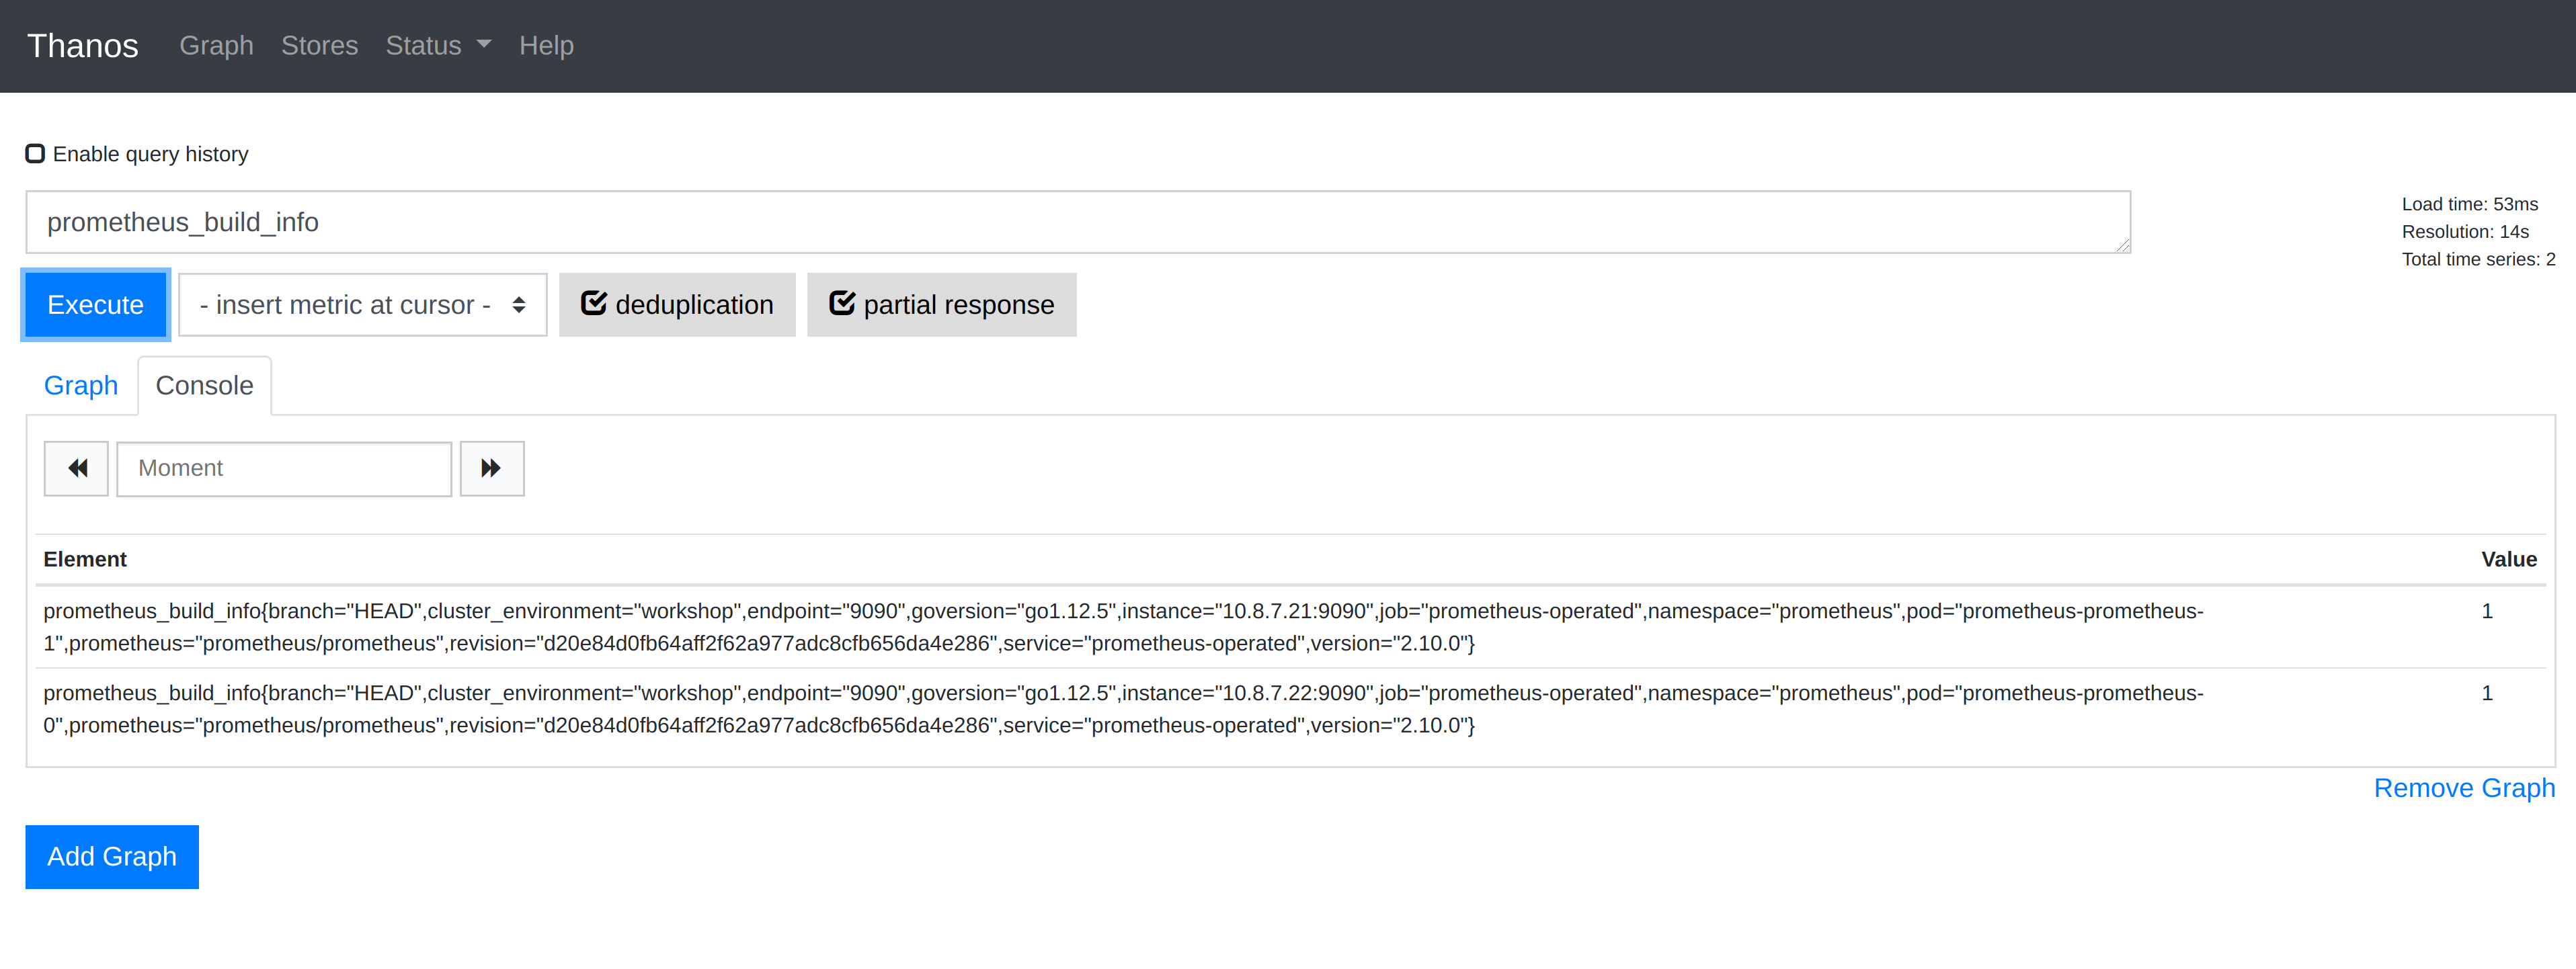 Thanos Graph Stores Status Help
Enable query history
prometheus_build_info
Load time: 53ms
Resolution: 14s
Total time series: 2
Execute - insert metric at cursor - deduplication partial response
Graph Console
Moment
Element Value
prometheus_build_info{branch="HEAD",cluster_environment="workshop",endpoint="9090",goversion="go1.12.5",instance="10.8.7.21:9090",job="prometheus-operated",namespace="prometheus",pod="prometheus-prometheus- 1
1",prometheus="prometheus/prometheus",revision="d20e84d0fb64aff2f62a977adc8cfb656da4e286",service="prometheus-operated",version="2.10.0"}
prometheus_build_info{branch="HEAD",cluster_environment="workshop",endpoint="9090",goversion="go1.12.5",instance="10.8.7.22:9090",job="prometheus-operated",namespace="prometheus",pod="prometheus-prometheus- 1
0",prometheus="prometheus/prometheus",revision="d20e84d0fb64aff2f62a977adc8cfb656da4e286",service="prometheus-operated",version="2.10.0"}
Remove Graph
Add Graph